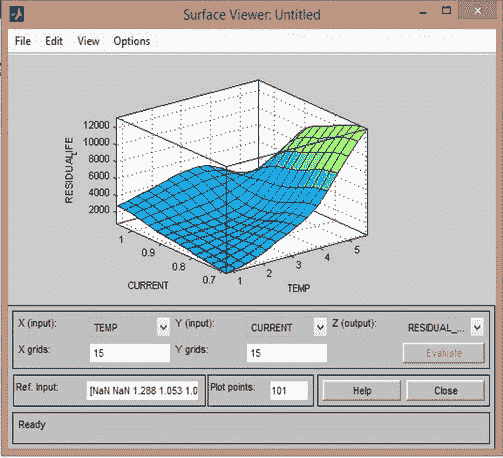 Surface Viewer: Untitled
File Edit View Options
12000
10000
8000
6000
4000
2000
RESIDUALLIFE
1 0.9 0.8 0.7
CURRENT
1 2 3 4 5
TEMP
X (input): TEMP Y (input): CURRENT Z (output): RESIDUAL_...
X grids: 15 Y grids: 15 Evaluate
Ref. Input: [NaN NaN 1.288 1.053 1.0 Plot points: 101 Help Close
Ready